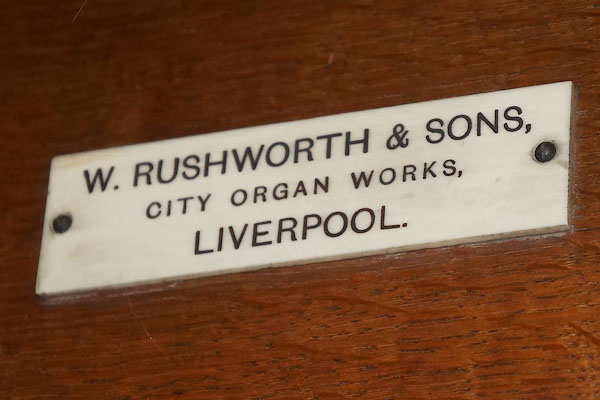 W. RUSHWORTH & SONS,
CITY ORGAN WORKS,
LIVERPOOL.